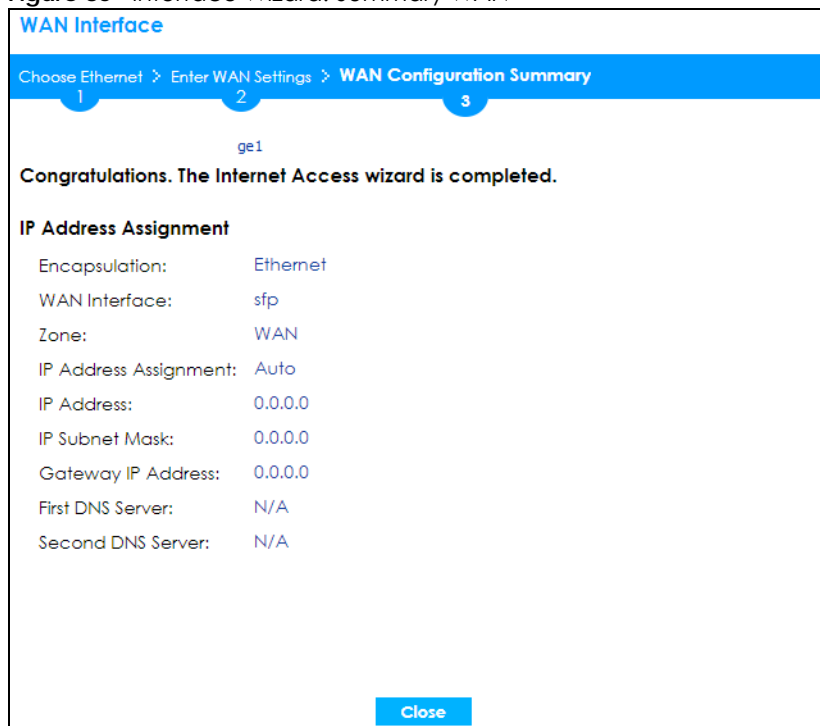 WAN Interface
Choose Ethernet > Enter WAN Settings > WAN Configuration Summary
1 2 3
ge1
Congratulations. The Internet Access wizard is completed.
IP Address Assignment
Encapsulation: Ethernet
WAN Interface: sfp
Zone: WAN
IP Address Assignment: Auto
IP Address: 0.0.0.0
IP Subnet Mask: 0.0.0.0
Gateway IP Address: 0.0.0.0
First DNS Server: N/A
Second DNS Server: N/A
Close